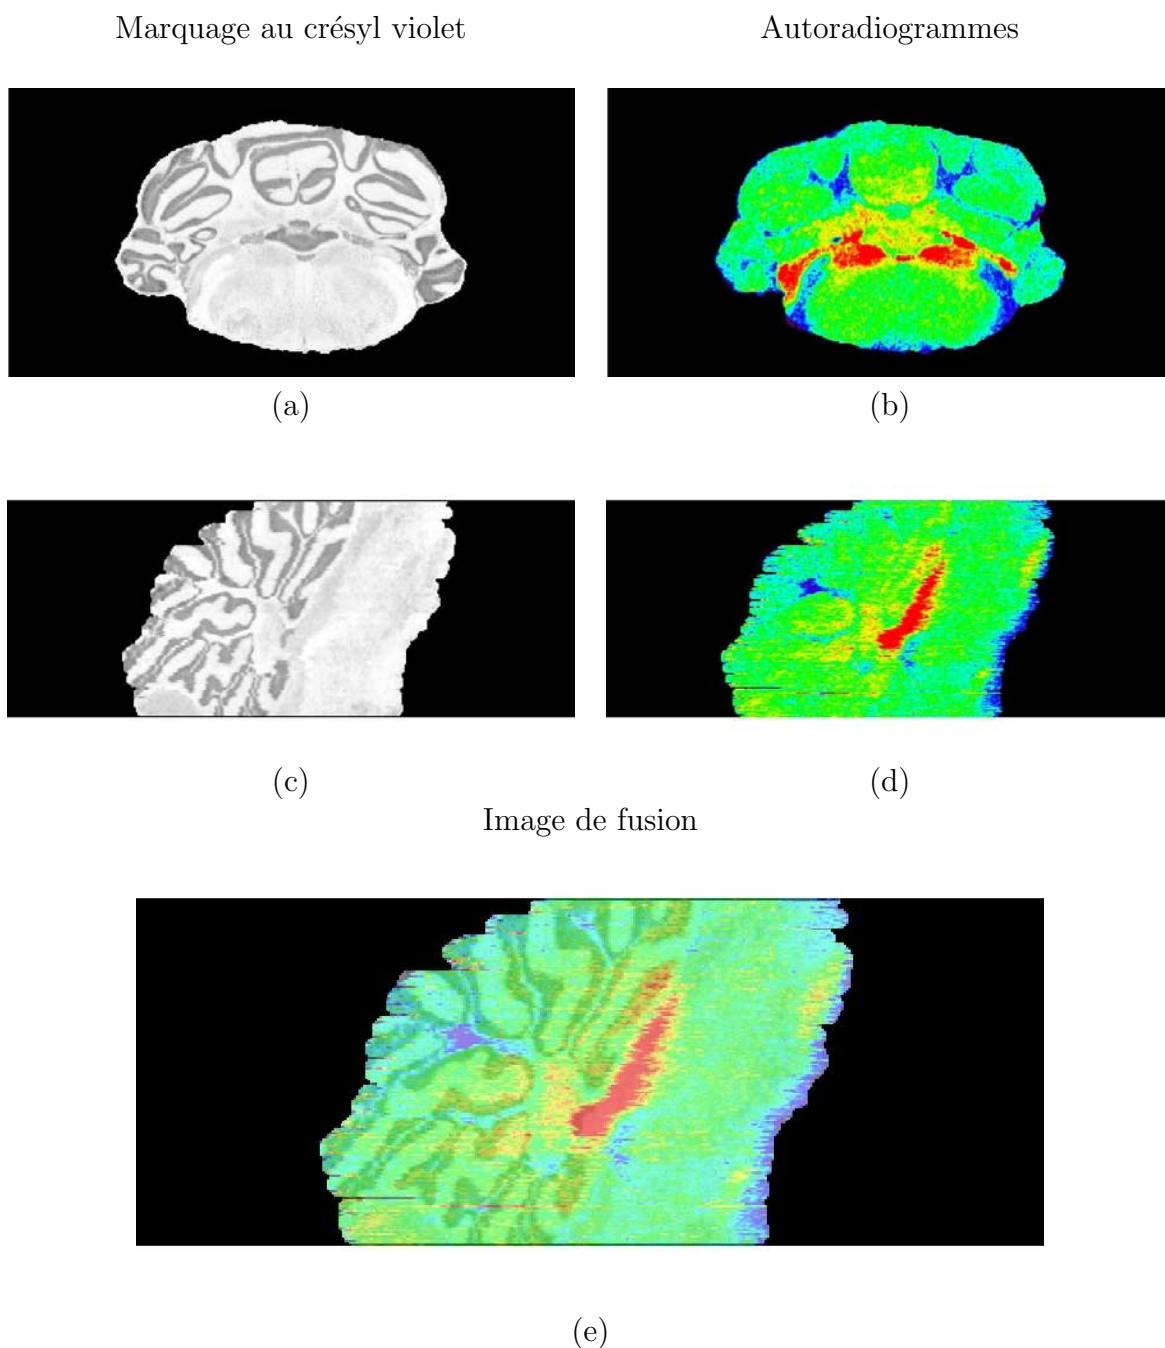 Marquage au crésyl violet
Autoradiogrammes
(a)
(b)
(c)
(d)
Image de fusion
(e)